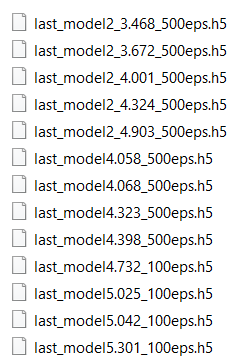 last_model2_3.468_500eps.h5
last_model2_3.672_500eps.h5
last_model2_4.001_500eps.h5
last_model2_4.324_500eps.h5
last_model2_4.903_500eps.h5
last_model4.058_500eps.h5
last_model4.068_500eps.h5
last_model4.323_500eps.h5
last_model4.398_500eps.h5
last_model4.732_100eps.h5
last_model5.025_100eps.h5
last_model5.042_100eps.h5
last_model5.301_100eps.h5